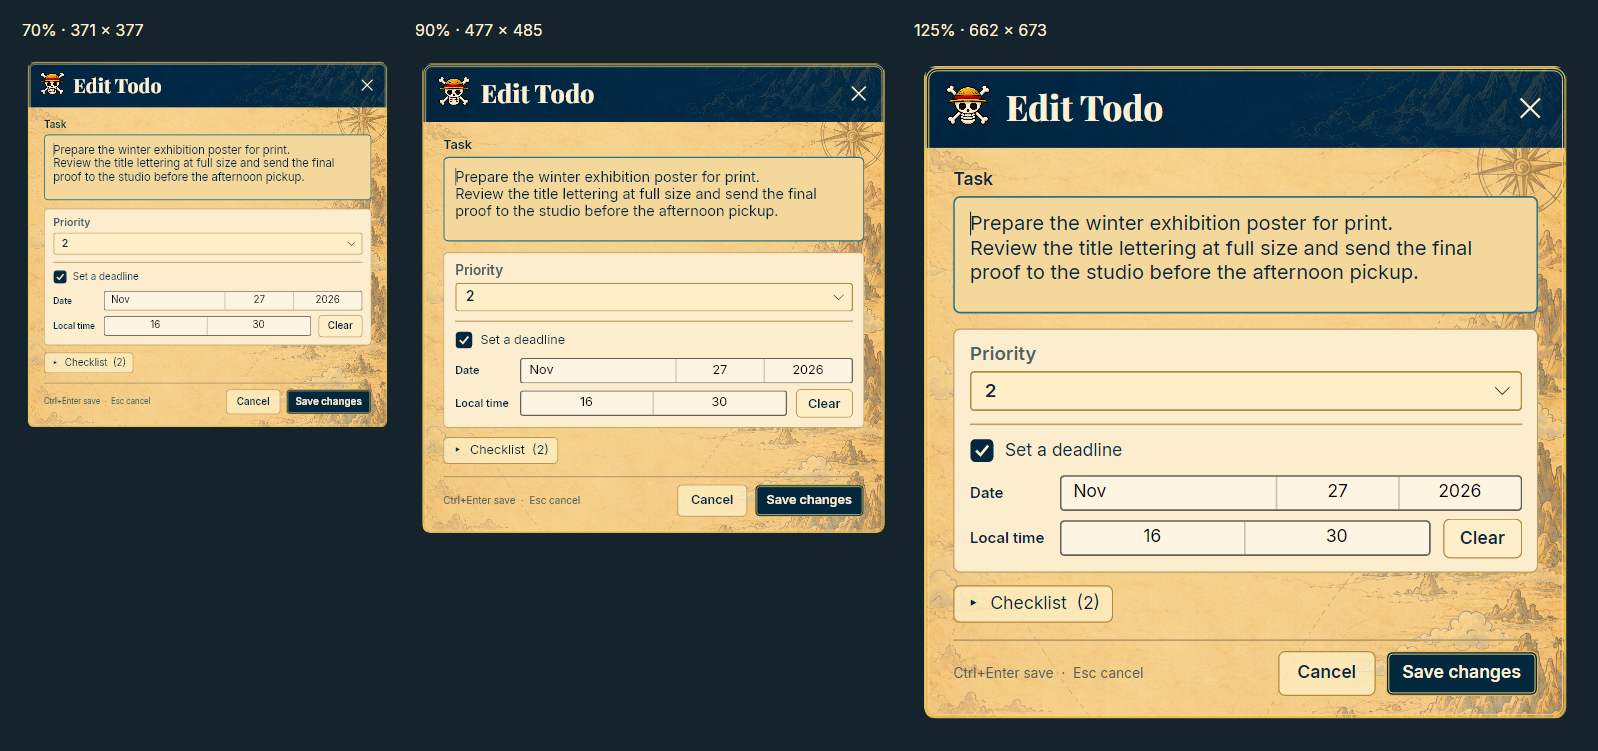 70% · 371 × 377
Edit Todo
Task
Prepare the winter exhibition poster for print.
Review the title lettering at full size and send the final
proof to the studio before the afternoon pickup.
Priority
2
Set a deadline
Date Nov 27 2026
Local time 16 30 Clear
Checklist (2)
Ctrl+Enter save · Esc cancel Cancel Save changes
90% · 477 × 485
Edit Todo
Task
Prepare the winter exhibition poster for print.
Review the title lettering at full size and send the final
proof to the studio before the afternoon pickup.
Priority
2
Set a deadline
Date Nov 27 2026
Local time 16 30 Clear
Checklist (2)
Ctrl+Enter save · Esc cancel Cancel Save changes
125% · 662 × 673
Edit Todo
Task
Prepare the winter exhibition poster for print.
Review the title lettering at full size and send the final
proof to the studio before the afternoon pickup.
Priority
2
Set a deadline
Date Nov 27 2026
Local time 16 30 Clear
Checklist (2)
Ctrl+Enter save · Esc cancel Cancel Save changes